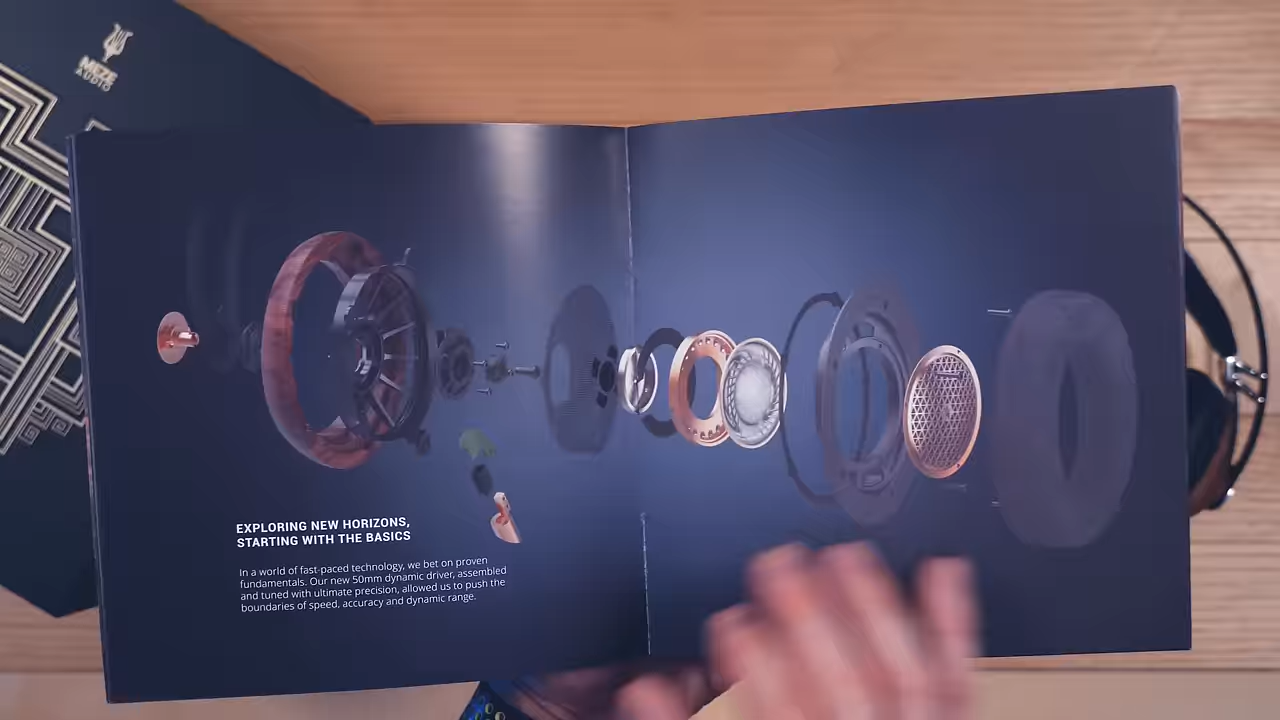 MEZE
AUDIO
EXPLORING NEW HORIZONS,
STARTING WITH THE BASICS
In a world of fast-paced technology, we bet on proven
fundamentals. Our new 50mm dynamic driver, assembled
and tuned with ultimate precision, allowed us to push the
boundaries of speed, accuracy and dynamic range.